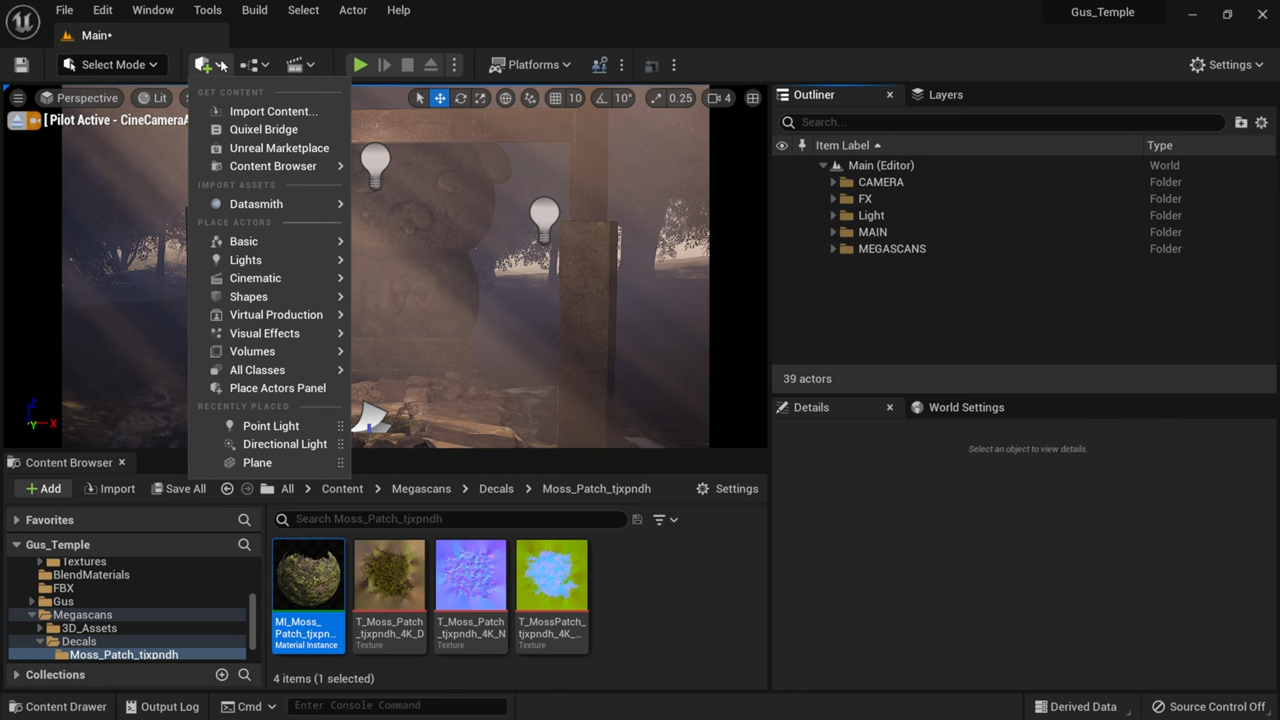 File Edit Window Tools Build Select Actor Help
Gus_Temple
Main*
Select Mode
Platforms
Settings
Perspective
Lit
10
10°
0.25
4
[ Pilot Active - CineCameraA
GET CONTENT
Import Content...
Quixel Bridge
Unreal Marketplace
Content Browser
IMPORT ASSETS
Datasmith
PLACE ACTORS
Basic
Lights
Cinematic
Shapes
Virtual Production
Visual Effects
Volumes
All Classes
Place Actors Panel
RECENTLY PLACED
Point Light
Directional Light
Plane
Z
X
Y
Outliner
Layers
Search...
Item Label
Type
Main (Editor) World
CAMERA Folder
FX Folder
Light Folder
MAIN Folder
MEGASCANS Folder
39 actors
Details
World Settings
Select an object to view details.
Content Browser
Add
Import
Save All
All
Content
Megascans
Decals
Moss_Patch_tjxpndh
Settings
Favorites
Gus_Temple
Textures
BlendMaterials
FBX
Gus
Megascans
3D_Assets
Decals
Moss_Patch_tjxpndh
Collections
Search Moss_Patch_tjxpndh
MI_Moss_
Patch_tjxpn...
Material Instance
T_Moss_Patch
_tjxpndh_4K_D
Texture
T_Moss_Patch
_tjxpndh_4K_N
Texture
T_MossPatch_
tjxpndh_4K_...
Texture
4 items (1 selected)
Content Drawer
Output Log
Cmd
Enter Console Command
Derived Data
Source Control Off